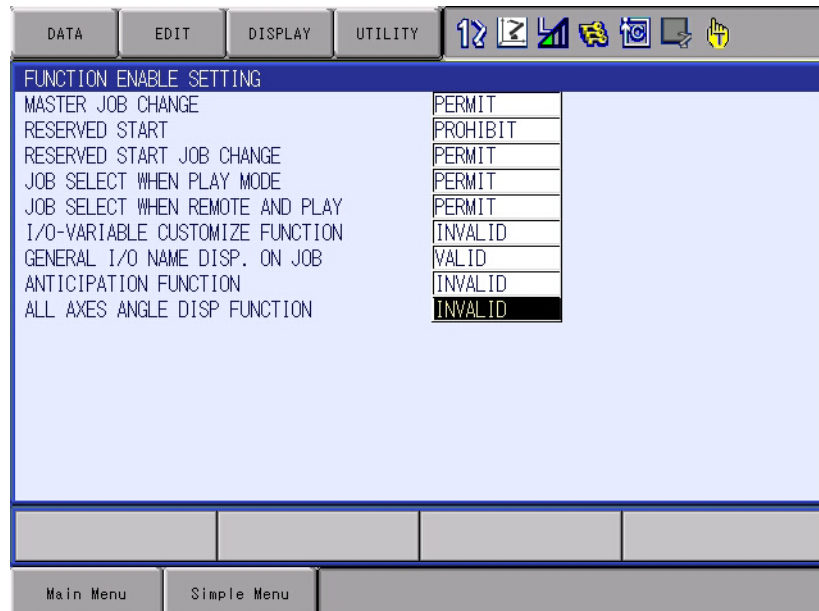 DATA EDIT DISPLAY UTILITY
FUNCTION ENABLE SETTING
MASTER JOB CHANGE PERMIT
RESERVED START PROHIBIT
RESERVED START JOB CHANGE PERMIT
JOB SELECT WHEN PLAY MODE PERMIT
JOB SELECT WHEN REMOTE AND PLAY PERMIT
I/O-VARIABLE CUSTOMIZE FUNCTION INVALID
GENERAL I/O NAME DISP. ON JOB VALID
ANTICIPATION FUNCTION INVALID
ALL AXES ANGLE DISP FUNCTION INVALID
Main Menu Simple Menu